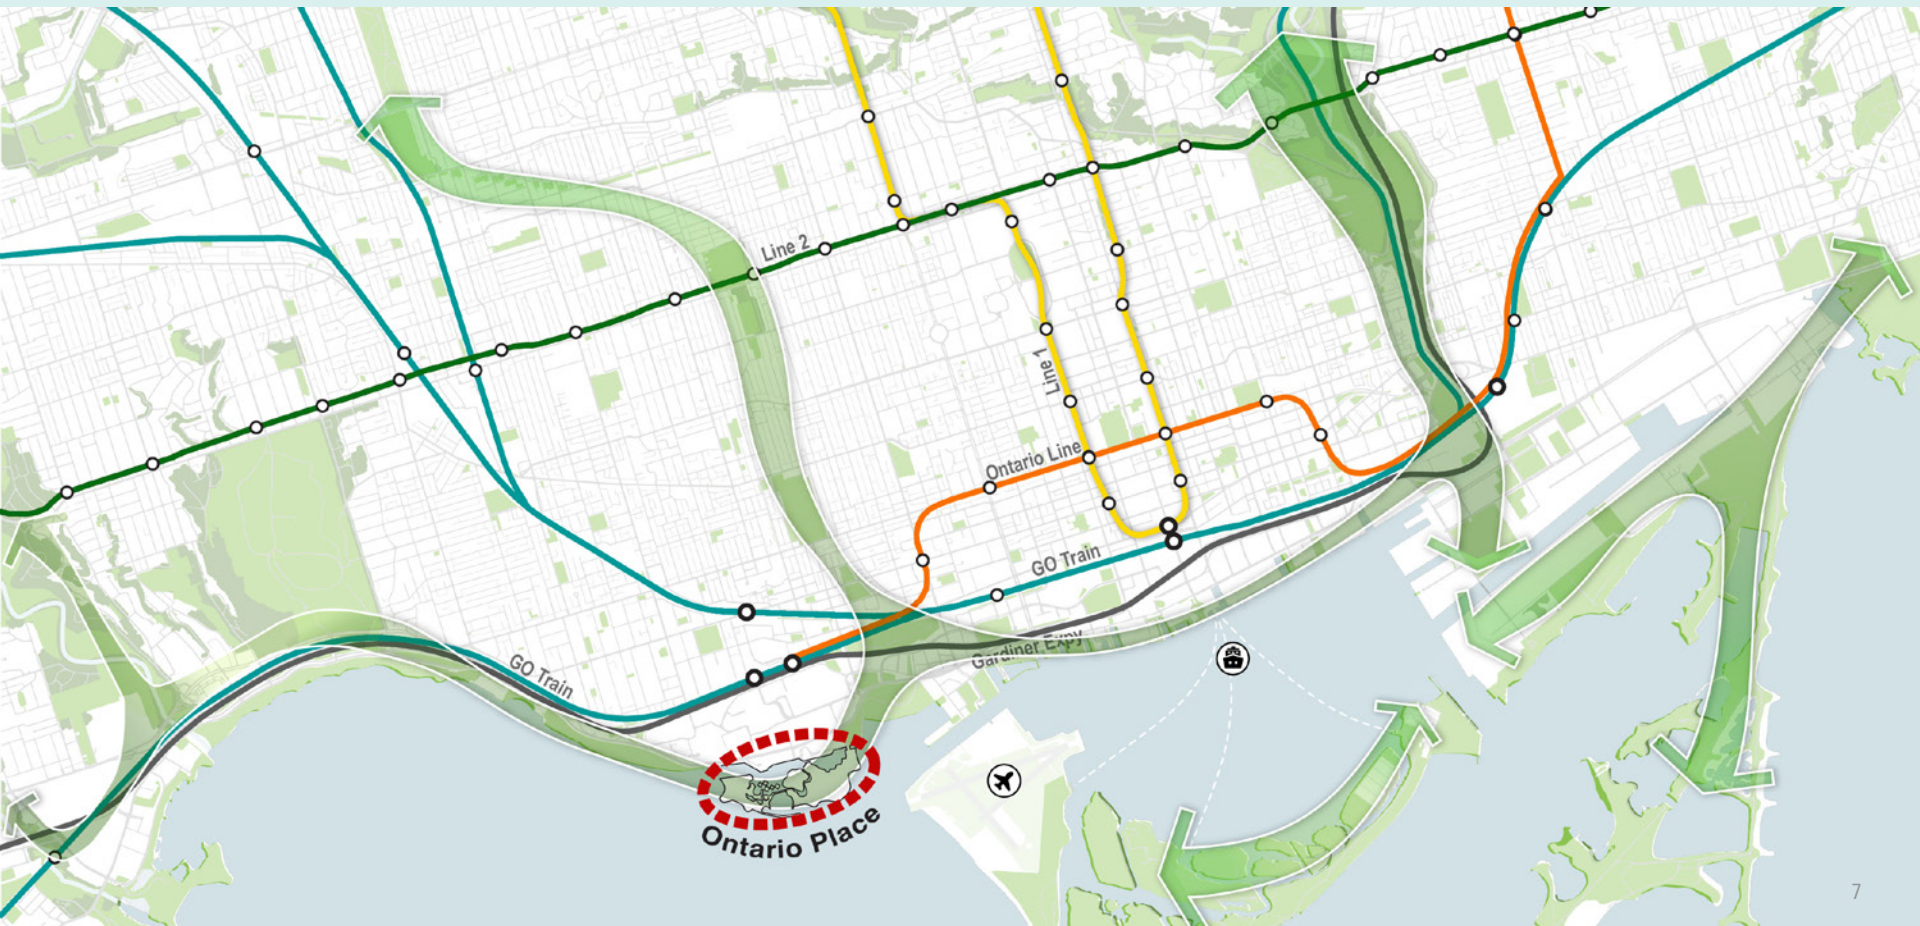 Line 2
Line 1
Ontario Line
GO Train
Gardiner Expy
GO Train
Ontario Place
7